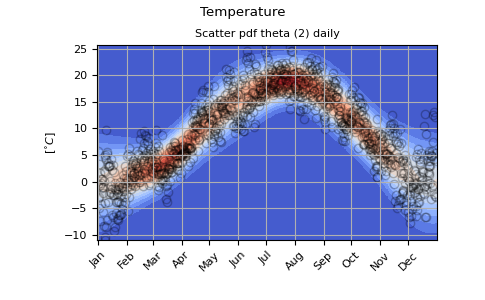 Temperature
Scatter pdf theta (2) daily
[°C]
25
20
15
10
5
0
−5
−10
Jan Feb Mar Apr May Jun Jul Aug Sep Oct Nov Dec